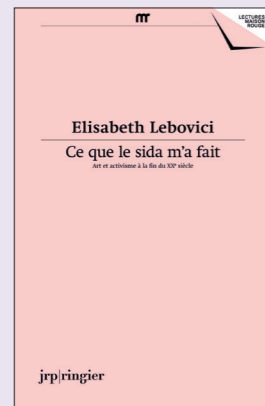 LECTURES
MAISON
ROUGE
Elisabeth Lebovici
Ce que le sida m'a fait
Art et activisme à la fin du XXᵉ siècle
jrp|ringier